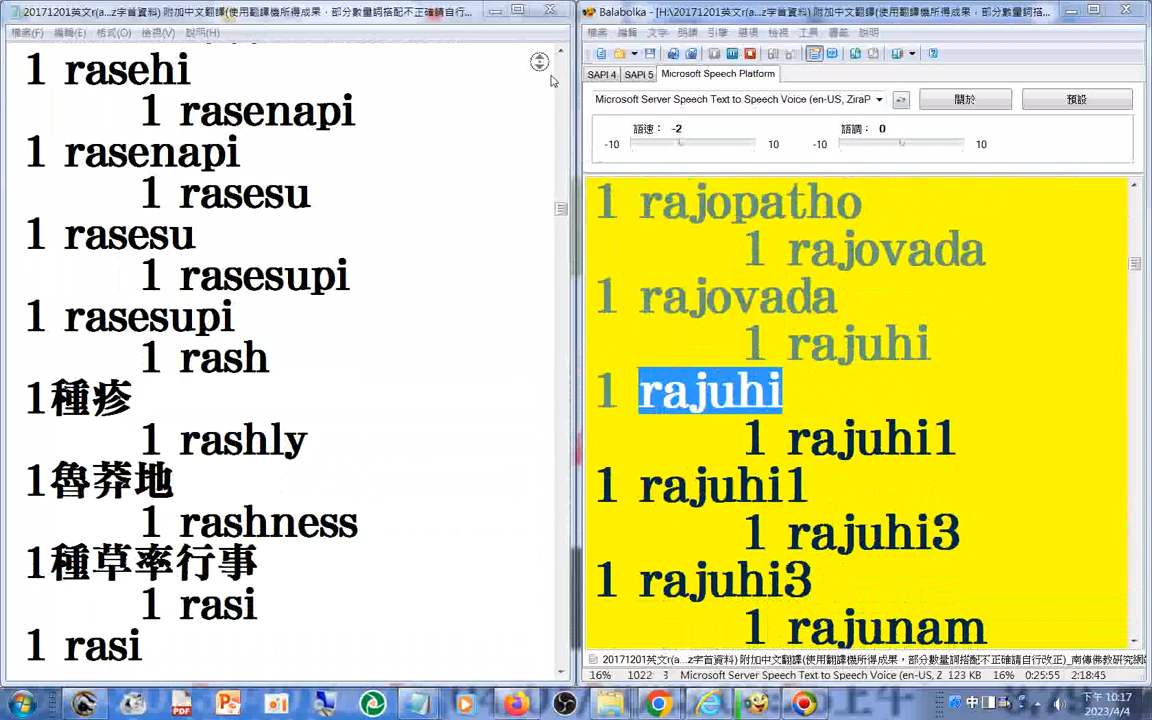 20171201英文r(a...z字首資料) 附加中文翻譯(使用翻譯機所得成果，部分數量詞搭配不正確請自行...
檔案(F) 編輯(E) 格式(O) 檢視(V) 說明(H)
1 rasehi
1 rasenapi
1 rasenapi
1 rasesu
1 rasesu
1 rasesupi
1 rasesupi
1 rash
1種疹
1 rashly
1魯莽地
1 rashness
1種草率行事
1 rasi
1 rasi
Balabolka - [H:\20171201英文r(a...z字首資料) 附加中文翻譯(使用翻譯機所得成果，部分數量詞搭配不正確請自...
檔案 編輯 文字 朗讀 引擎 選項 檢視 工具 書籤 說明
SAPI 4 SAPI 5 Microsoft Speech Platform
Microsoft Server Speech Text to Speech Voice (en-US, ZiraP
關於
預設
語速： -2
語調： 0
-10 10 -10 10
1 rajopatho
1 rajovada
1 rajovada
1 rajuhi
1 rajuhi
1 rajuhi1
1 rajuhi1
1 rajuhi3
1 rajuhi3
1 rajunam
20171201英文r(a...z字首資料) 附加中文翻譯(使用翻譯機所得成果，部分數量詞搭配不正確請自行改正)_南傳佛教研究網
16% 1022 Microsoft Server Speech Text to Speech Voice (en-US, Z 123 KB 0:25:55 2:18:45
中
下午 10:17
2023/4/4